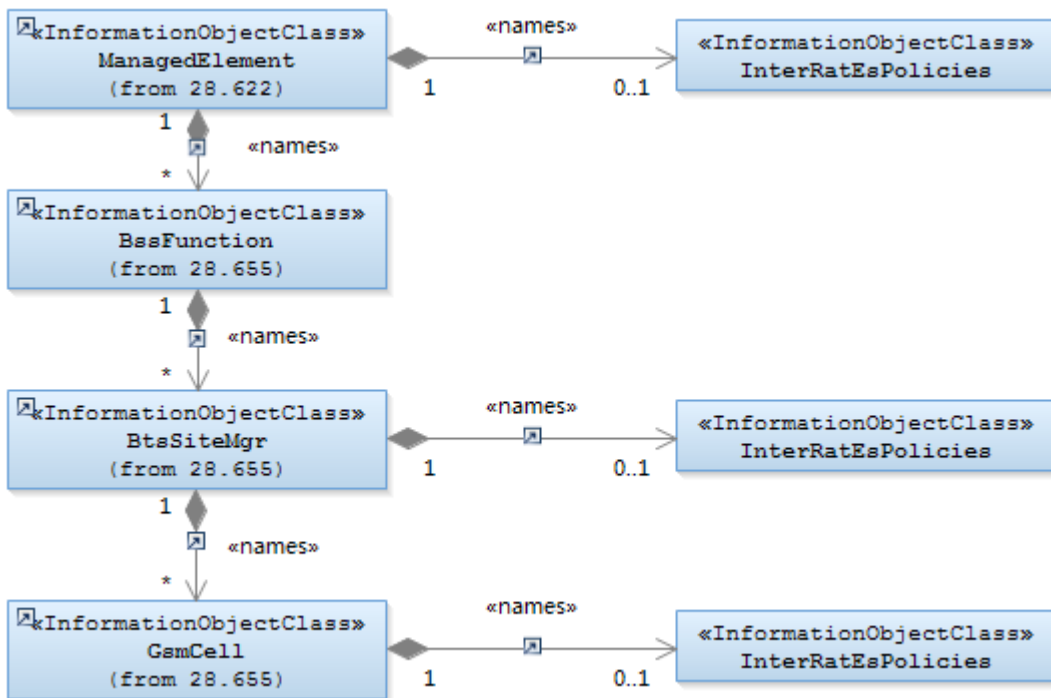 «InformationObjectClass»
ManagedElement
(from 28.622)
«names»
1
0..1
«InformationObjectClass»
InterRatEsPolicies
1
«names»
*
«InformationObjectClass»
BssFunction
(from 28.655)
1
«names»
*
«InformationObjectClass»
BtsSiteMgr
(from 28.655)
«names»
1
0..1
«InformationObjectClass»
InterRatEsPolicies
1
«names»
*
«InformationObjectClass»
GsmCell
(from 28.655)
«names»
1
0..1
«InformationObjectClass»
InterRatEsPolicies